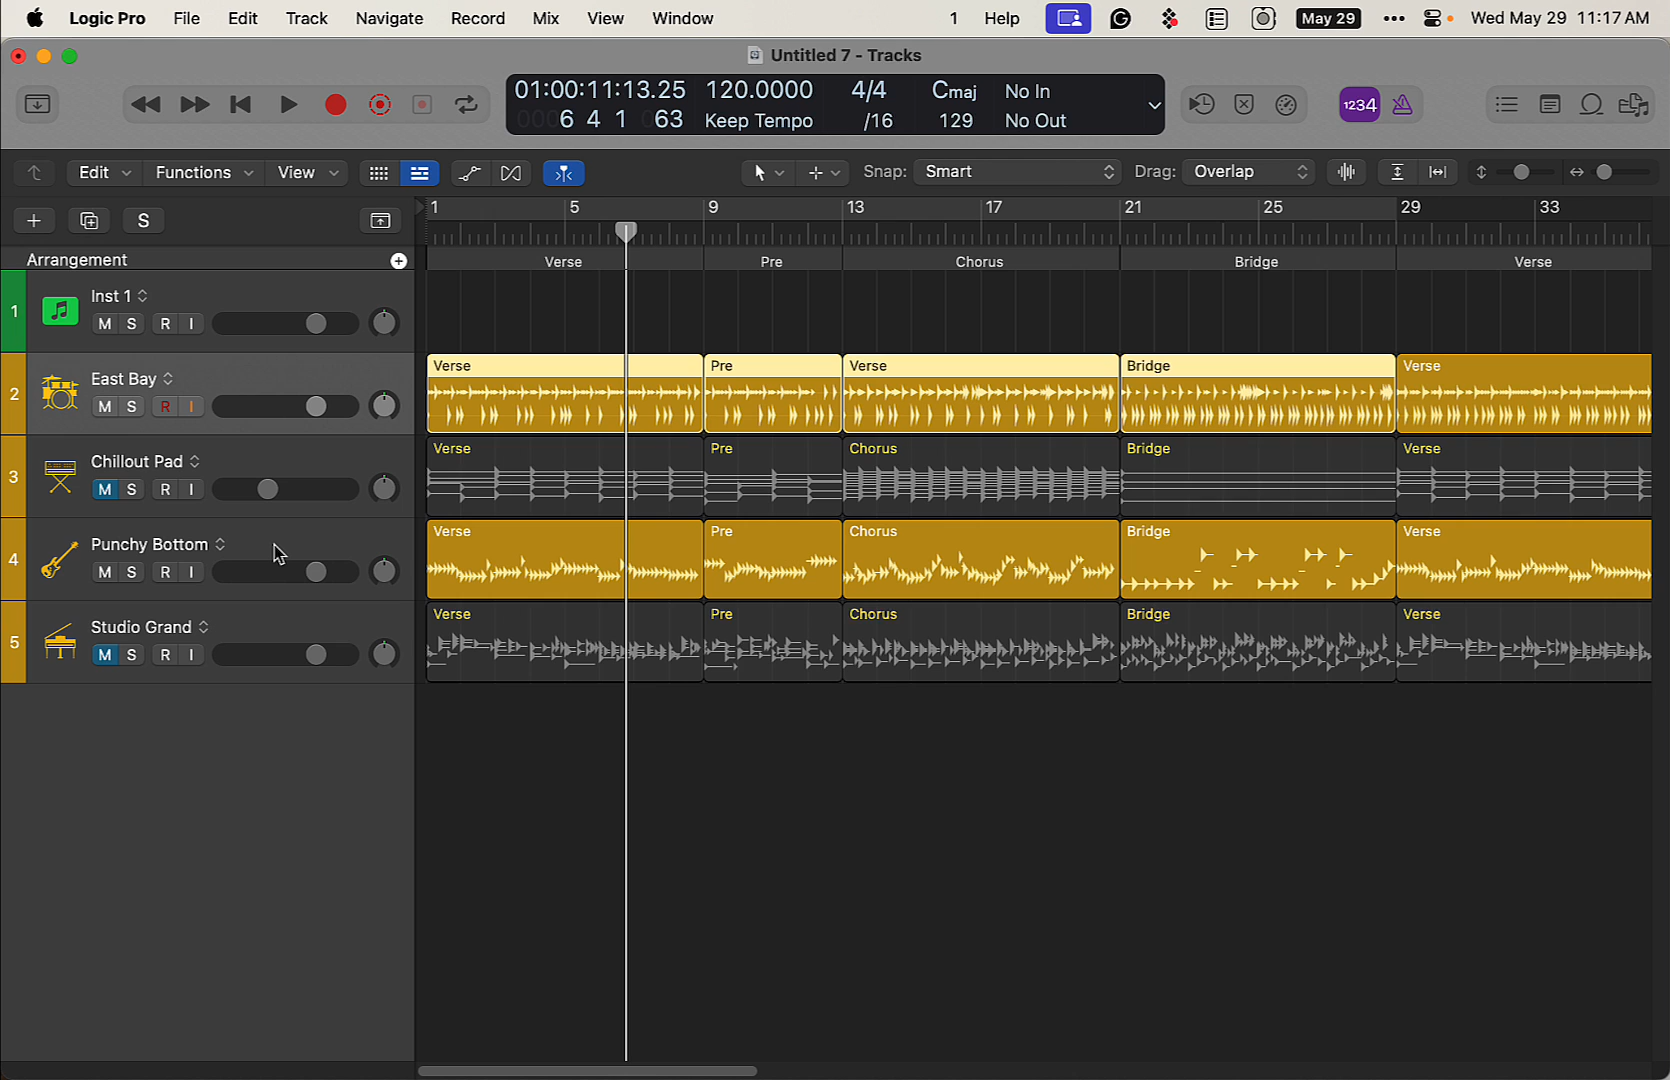 Logic Pro File Edit Track Navigate Record Mix View Window 1 Help May 29 Wed May 29 11:17 AM
Untitled 7 - Tracks
01:00:11:13.25 120.0000 4/4 Cmaj No In
0006 4 1 063 Keep Tempo /16 129 No Out
1234
Edit Functions View Snap: Smart Drag: Overlap
S
1 5 9 13 17 21 25 29 33
Arrangement
Verse Pre Chorus Bridge Verse
1
Inst 1
M S R I
2
East Bay
M S R I
Verse Pre Verse Bridge Verse
3
Chillout Pad
M S R I
Verse Pre Chorus Bridge Verse
4
Punchy Bottom
M S R I
Verse Pre Chorus Bridge Verse
5
Studio Grand
M S R I
Verse Pre Chorus Bridge Verse